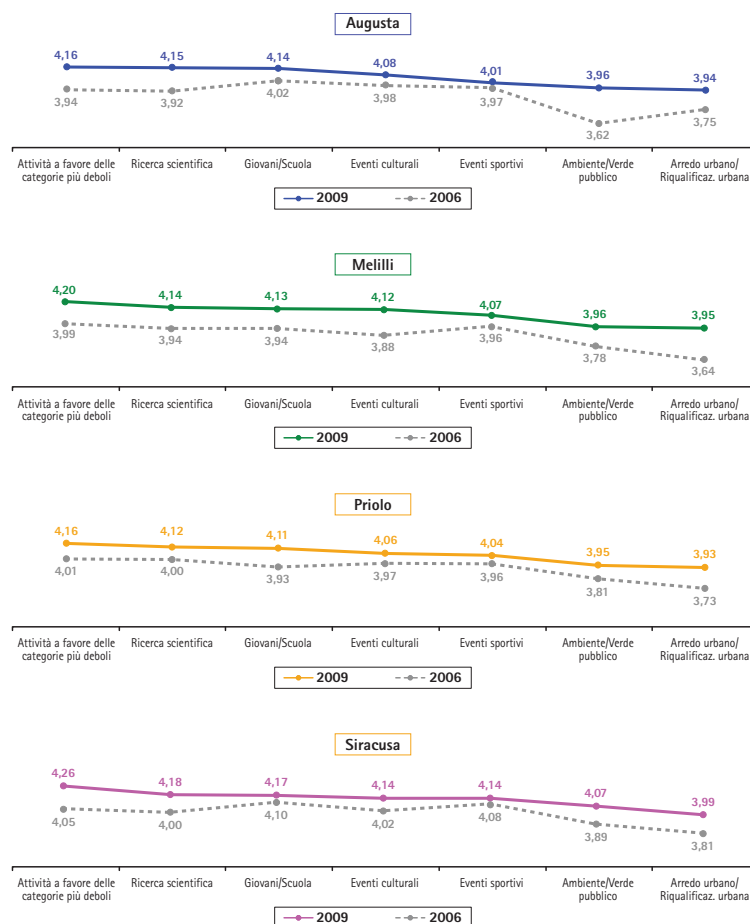 Augusta
4,16 4,15 4,14 4,08 4,01 3,96 3,94
3,94 3,92 4,02 3,98 3,97 3,62 3,75
Attività a favore delle categorie più deboli
Ricerca scientifica
Giovani/Scuola
Eventi culturali
Eventi sportivi
Ambiente/Verde pubblico
Arredo urbano/ Riqualificaz. urbana
2009 2006
Melilli
4,20 4,14 4,13 4,12 4,07 3,96 3,95
3,99 3,94 3,94 3,88 3,96 3,78 3,64
Attività a favore delle categorie più deboli
Ricerca scientifica
Giovani/Scuola
Eventi culturali
Eventi sportivi
Ambiente/Verde pubblico
Arredo urbano/ Riqualificaz. urbana
2009 2006
Priolo
4,16 4,12 4,11 4,06 4,04 3,95 3,93
4,01 4,00 3,93 3,97 3,96 3,81 3,73
Attività a favore delle categorie più deboli
Ricerca scientifica
Giovani/Scuola
Eventi culturali
Eventi sportivi
Ambiente/Verde pubblico
Arredo urbano/ Riqualificaz. urbana
2009 2006
Siracusa
4,26 4,18 4,17 4,14 4,14 4,07 3,99
4,05 4,00 4,10 4,02 4,08 3,89 3,81
Attività a favore delle categorie più deboli
Ricerca scientifica
Giovani/Scuola
Eventi culturali
Eventi sportivi
Ambiente/Verde pubblico
Arredo urbano/ Riqualificaz. urbana
2009 2006